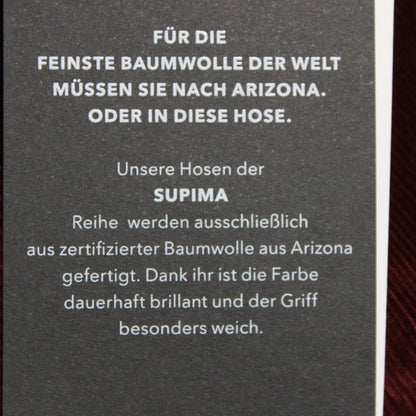 FÜR DIE
FEINSTE BAUMWOLLE DER WELT
MÜSSEN SIE NACH ARIZONA.
ODER IN DIESE HOSE.
Unsere Hosen der
SUPIMA
Reihe werden ausschließlich
aus zertifizierter Baumwolle aus Arizona
gefertigt. Dank ihr ist die Farbe
dauerhaft brillant und der Griff
besonders weich.